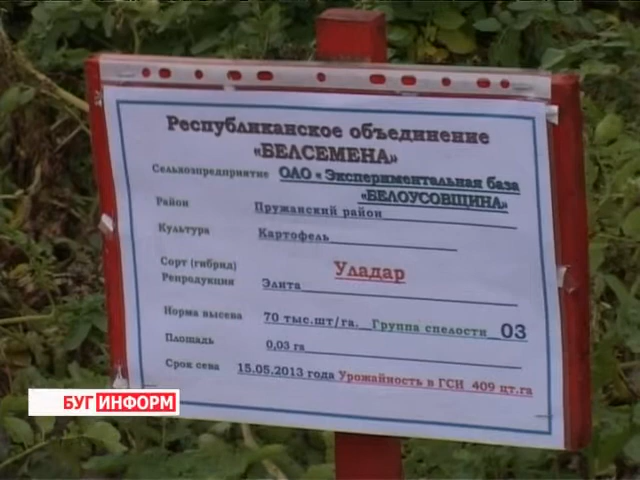 Республиканское объединение
«БЕЛСЕМЕНА»
Сельхозпредприятие ОАО « Экспериментальная база
«БЕЛОУСОВЩИНА»
Район Пружанский район
Культура Картофель
Сорт (гибрид) Уладар
Репродукция Элита
Норма высева 70 тыс.шт/га. Группа спелости 03
Площадь 0,03 га
Срок сева 15.05.2013 года Урожайность в ГСИ 409 цт.га
БУГИНФОРМ